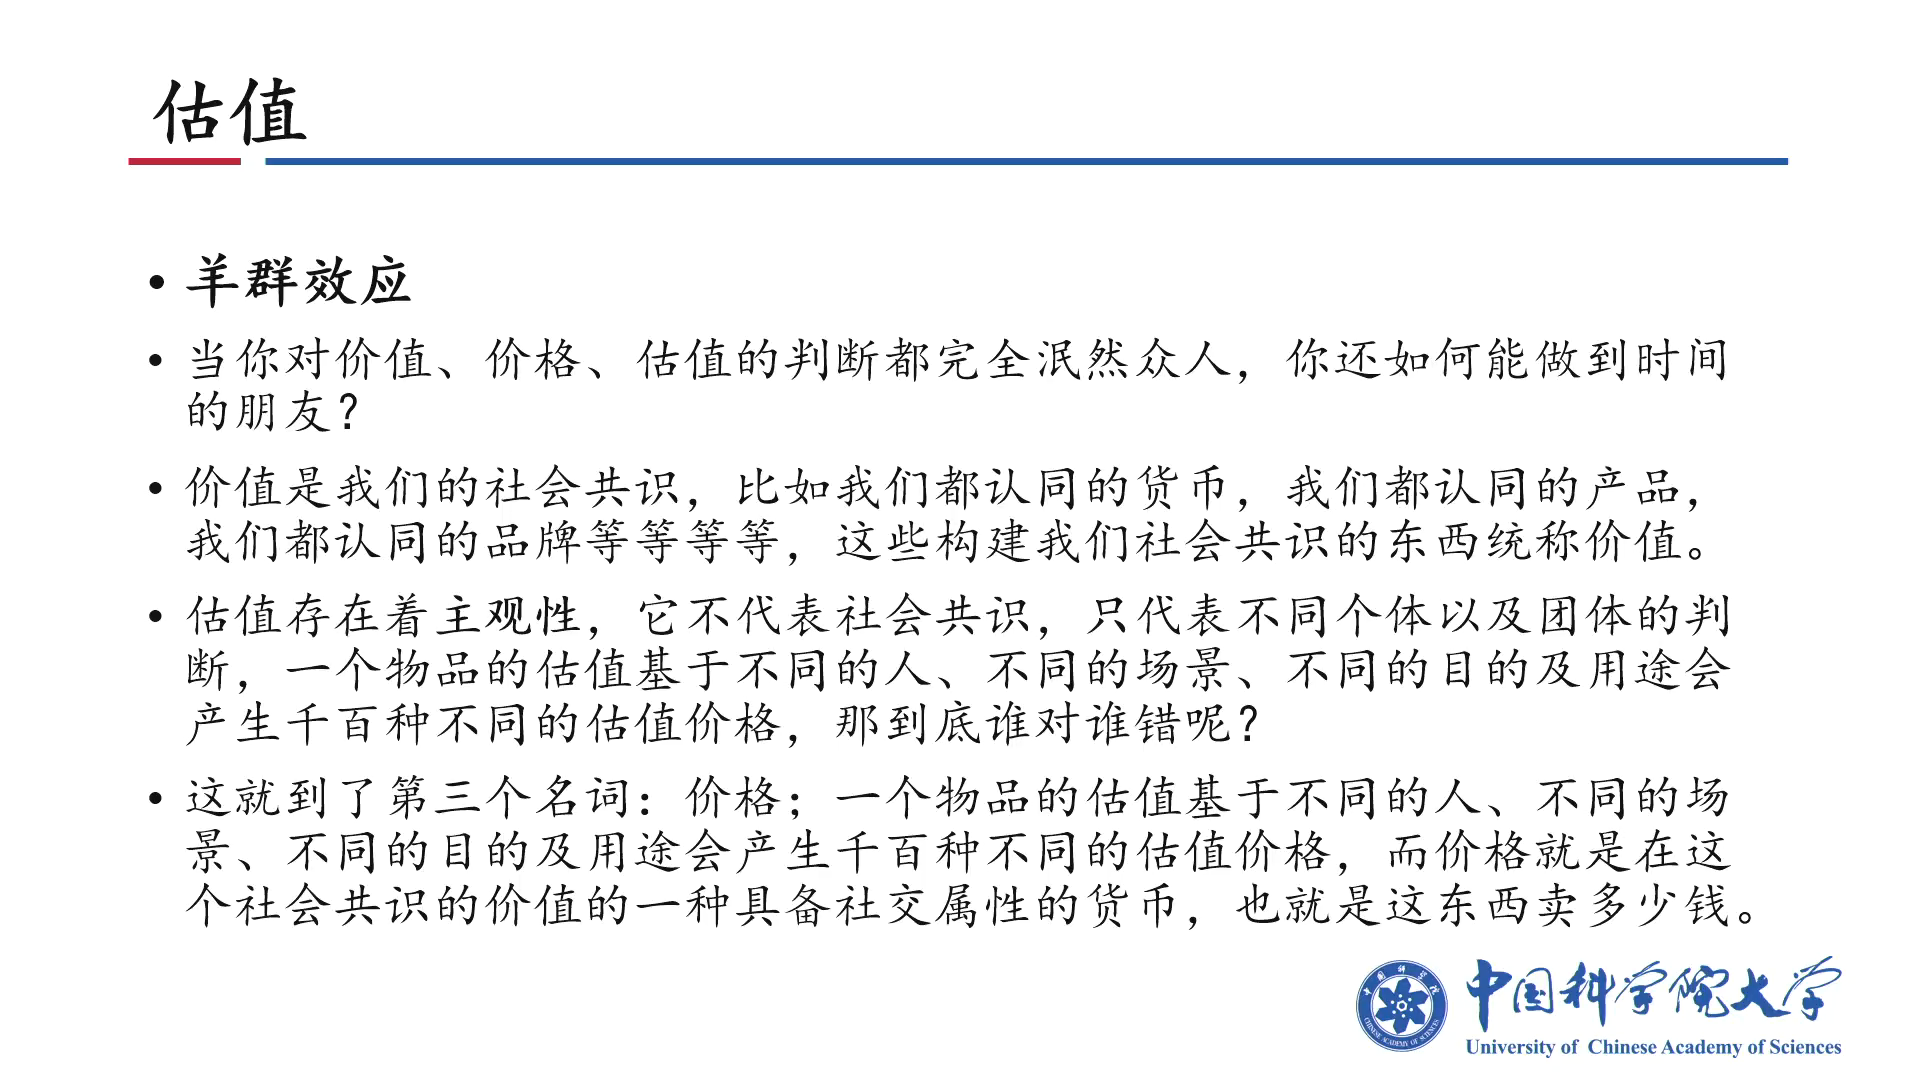 估值
• 羊群效应
• 当你对价值、价格、估值的判断都完全泯然众人，你还如何能做到时间
的朋友？
• 价值是我们的社会共识，比如我们都认同的货币，我们都认同的产品，
我们都认同的品牌等等等等，这些构建我们社会共识的东西统称价值。
• 估值存在着主观性，它不代表社会共识，只代表不同个体以及团体的判
断，一个物品的估值基于不同的人、不同的场景、不同的目的及用途会
产生千百种不同的估值价格，那到底谁对谁错呢？
• 这就到了第三个名词：价格；一个物品的估值基于不同的人、不同的场
景、不同的目的及用途会产生千百种不同的估值价格，而价格就是在这
个社会共识的价值的一种具备社交属性的货币，也就是这东西卖多少钱。
中国科学院
CHINESE ACADEMY OF SCIENCES
中国科学院大学
University of Chinese Academy of Sciences